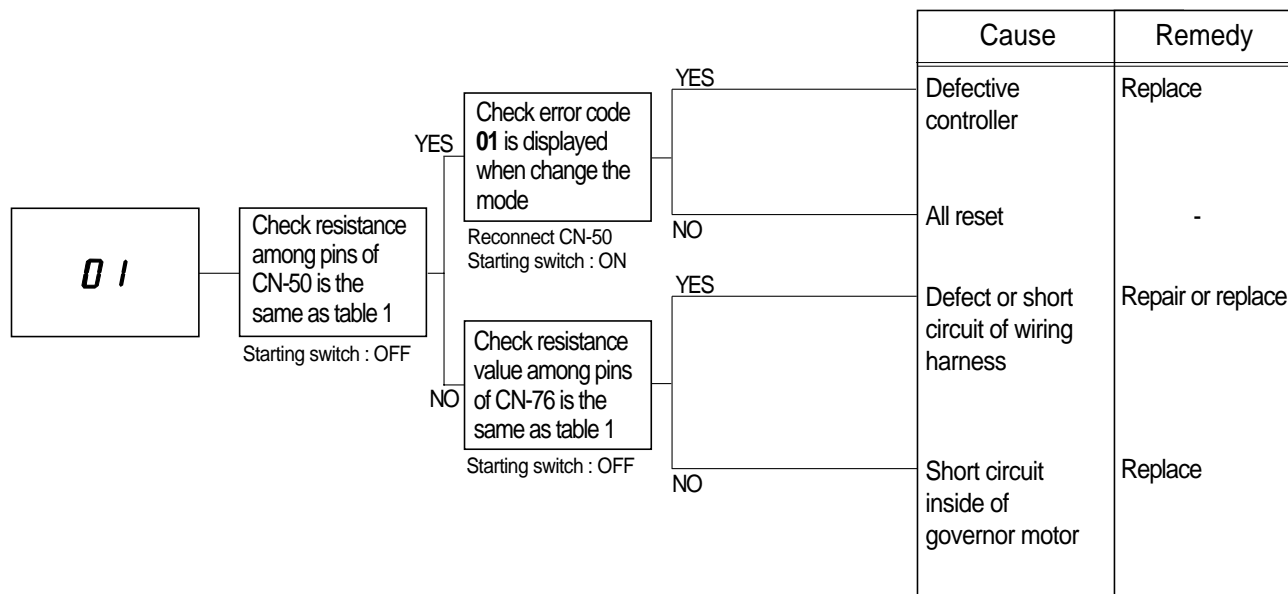 Cause
Remedy
01
Check resistance
among pins of
CN-50 is the
same as table 1
Starting switch : OFF
YES
Check error code
01 is displayed
when change the
mode
Reconnect CN-50
Starting switch : ON
YES
Defective
controller
Replace
NO
All reset
-
NO
Check resistance
value among pins
of CN-76 is the
same as table 1
Starting switch : OFF
YES
Defect or short
circuit of wiring
harness
Repair or replace
NO
Short circuit
inside of
governor motor
Replace